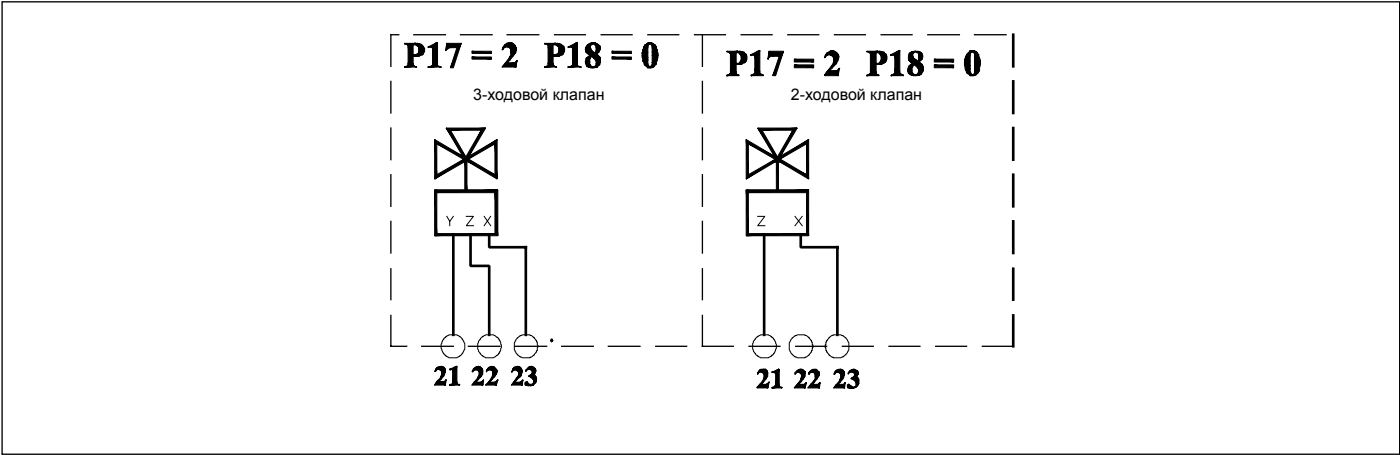 P17 = 2 P18 = 0
3-ходовой клапан
Y Z X
21 22 23
P17 = 2 P18 = 0
2-ходовой клапан
Z X
21 22 23